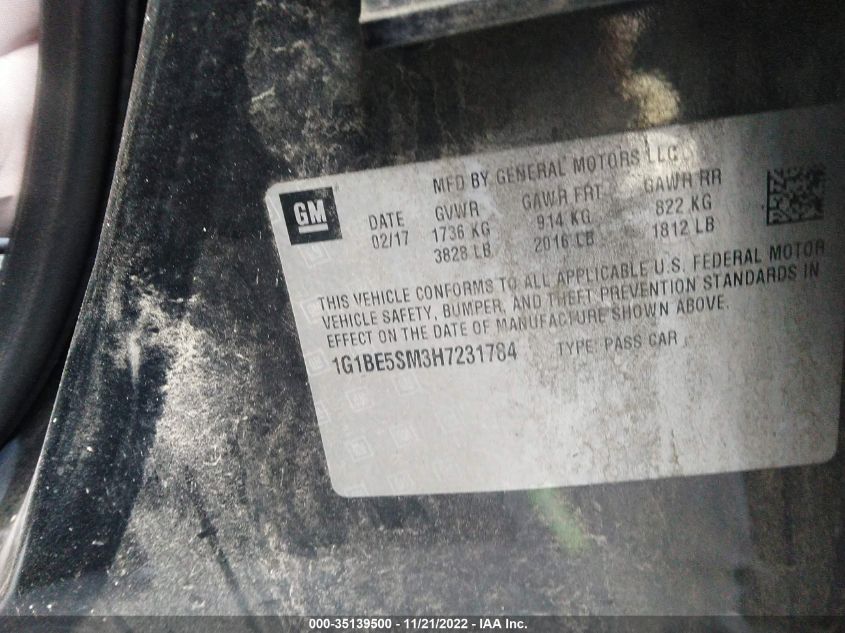 MFD BY GENERAL MOTORS LLC
GM
DATE GVWR GAWR FRT GAWR RR
02/17 1736 KG 914 KG 822 KG
3828 LB 2016 LB 1812 LB
THIS VEHICLE CONFORMS TO ALL APPLICABLE U.S. FEDERAL MOTOR
VEHICLE SAFETY, BUMPER, AND THEFT PREVENTION STANDARDS IN
EFFECT ON THE DATE OF MANUFACTURE SHOWN ABOVE.
1G1BE5SM3H7231784 TYPE: PASS CAR
000-35139500 - 11/21/2022 - IAA Inc.